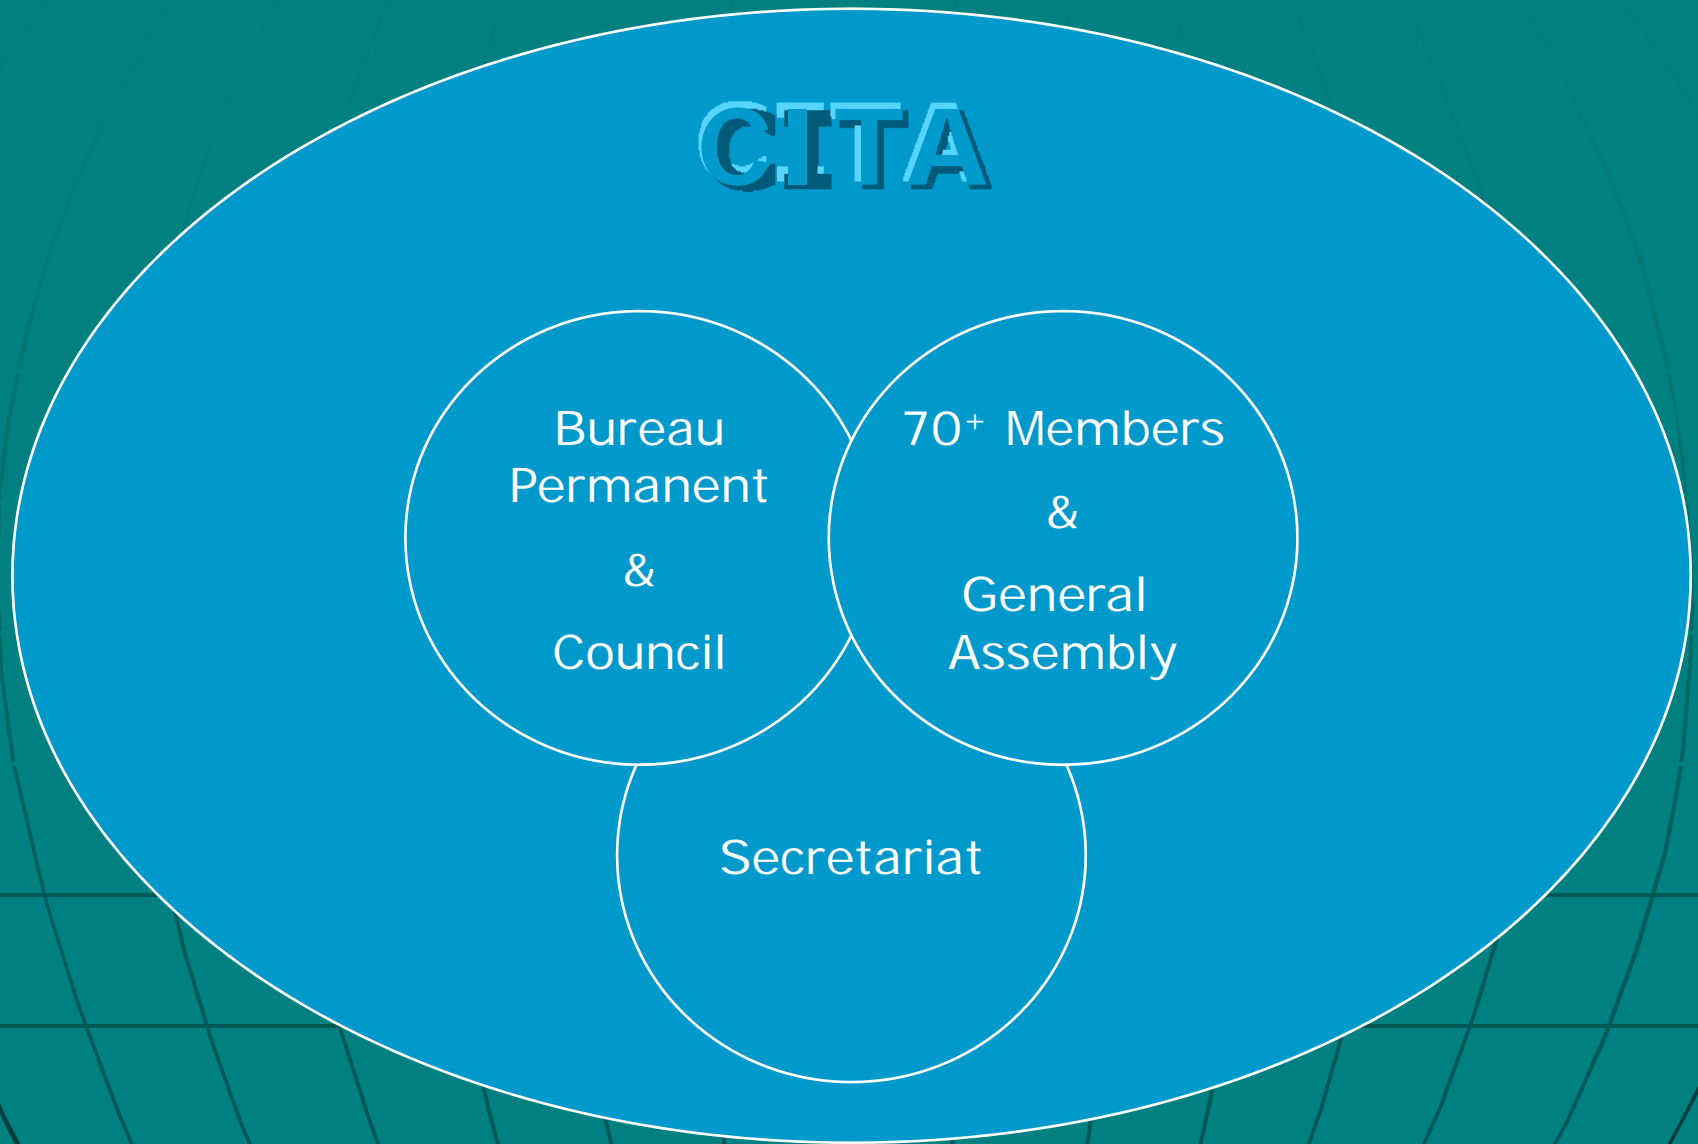 CITA
Bureau
Permanent
&
Council
70⁺ Members
&
General
Assembly
Secretariat